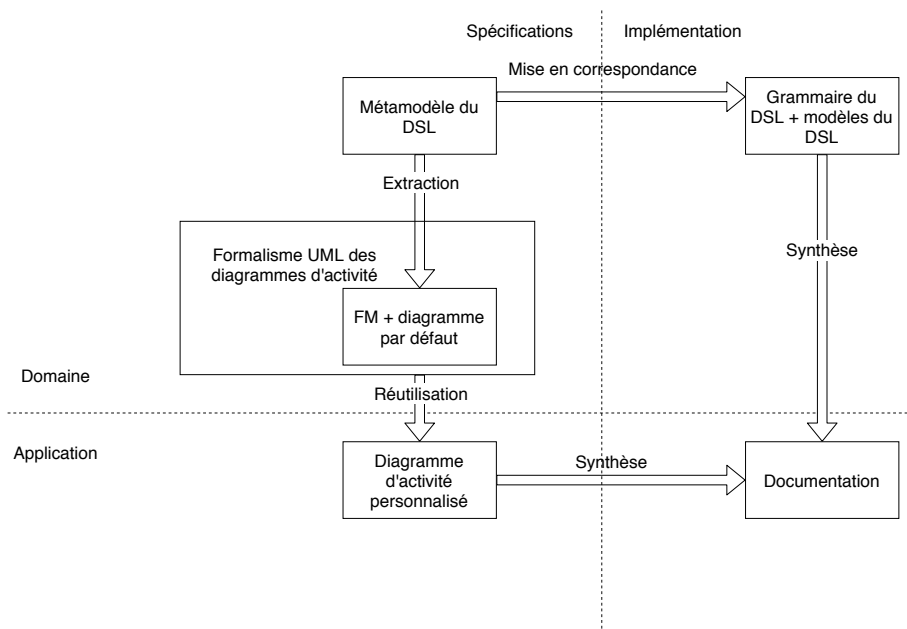 Spécifications
Implémentation
Mise en correspondance
Métamodèle du
DSL
Grammaire du
DSL + modèles du
DSL
Extraction
Synthèse
Formalisme UML des
diagrammes d'activité
FM + diagramme
par défaut
Domaine
Réutilisation
Application
Diagramme
d'activité
personnalisé
Synthèse
Documentation